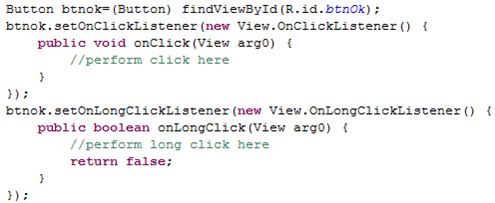 Button btnok=(Button) findViewById(R.id.btnOk);
btnok.setOnClickListener(new View.OnClickListener() {
    public void onClick(View arg0) {
        //perform click here
    }
});
btnok.setOnLongClickListener(new View.OnLongClickListener() {
    public boolean onLongClick(View arg0) {
        //perform long click here
        return false;
    }
});